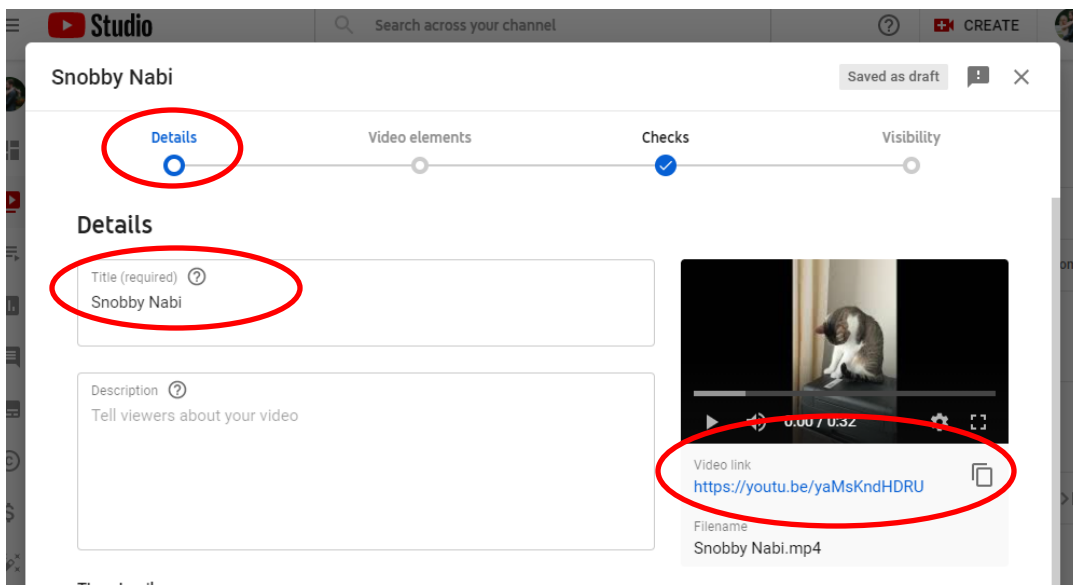 Studio
Search across your channel
CREATE
Snobby Nabi
Saved as draft
Details
Video elements
Checks
Visibility
Details
Title (required)
Snobby Nabi
Description
Tell viewers about your video
0:00 / 0:32
Video link
https://youtu.be/yaMsKndHDRU
Filename
Snobby Nabi.mp4